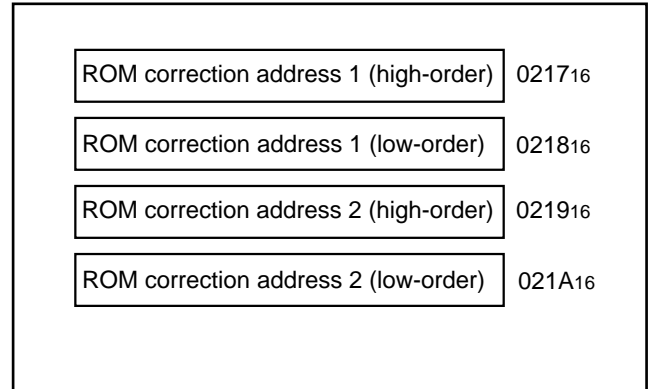 ROM correction address 1 (high-order) 0217₁₆
ROM correction address 1 (low-order) 0218₁₆
ROM correction address 2 (high-order) 0219₁₆
ROM correction address 2 (low-order) 021A₁₆